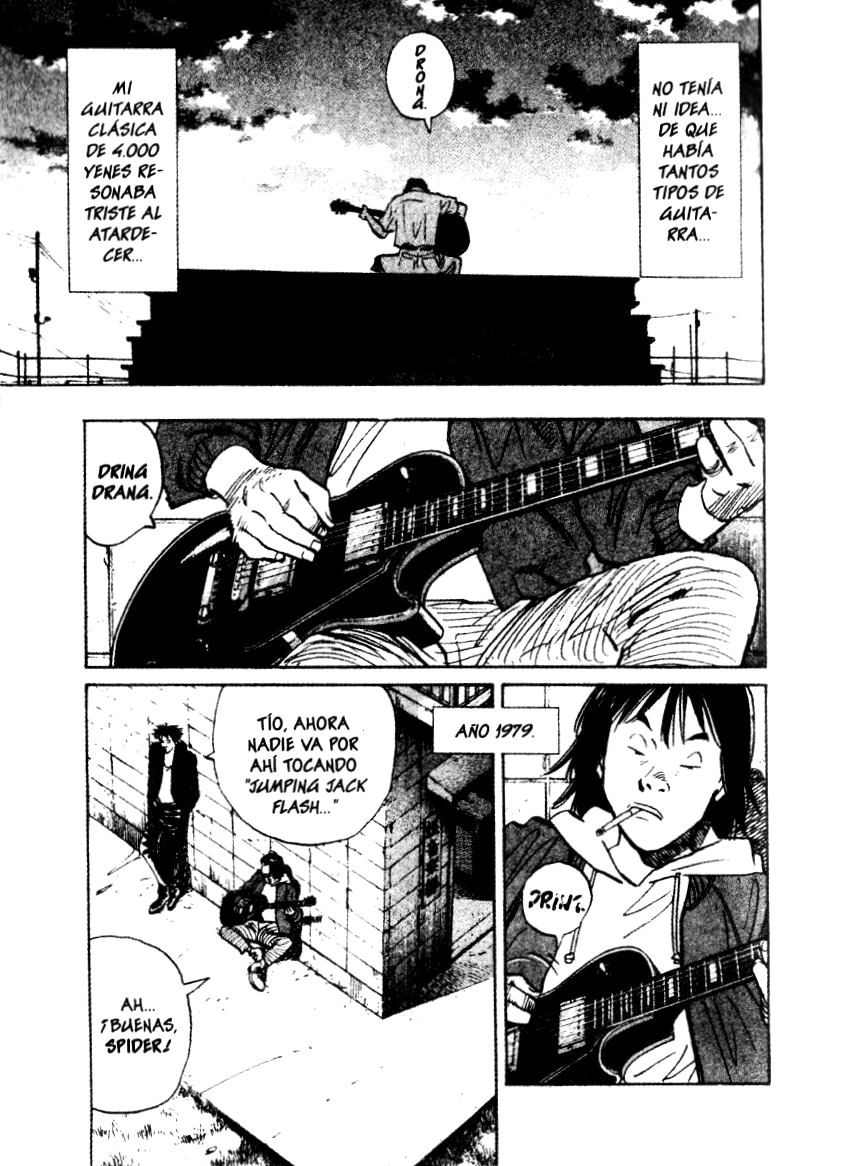 NO TENÍA
NI IDEA...
DE QUE
HABÍA
TANTOS
TIPOS DE
GUITA-
RRA...
DRONG.
MI
GUITARRA
CLÁSICA
DE 4.000
YENES RE-
SONABA
TRISTE AL
ATARDE-
CER...
DRING
DRANG.
AÑO 1979.
TÍO, AHORA
NADIE VA POR
AHÍ TOCANDO
"JUMPING JACK
FLASH..."
AH...
¡BUENAS,
SPIDER!